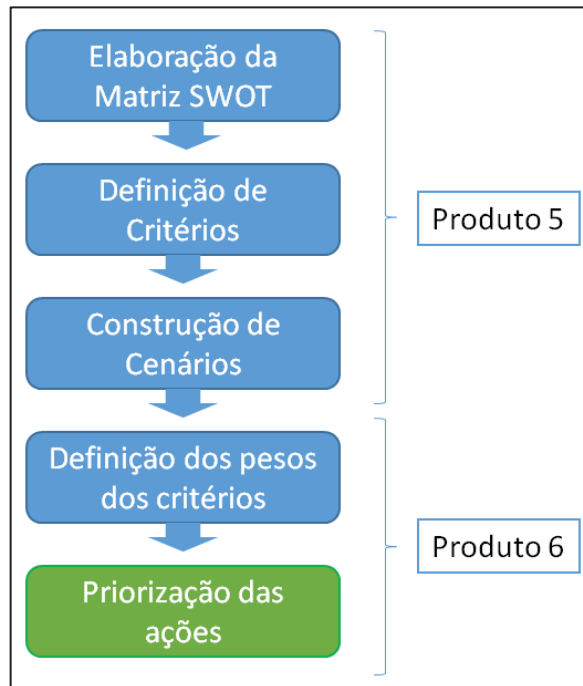 Elaboração da
Matriz SWOT
Definição de
Critérios
Construção de
Cenários
Produto 5
Definição dos pesos
dos critérios
Priorização das
ações
Produto 6